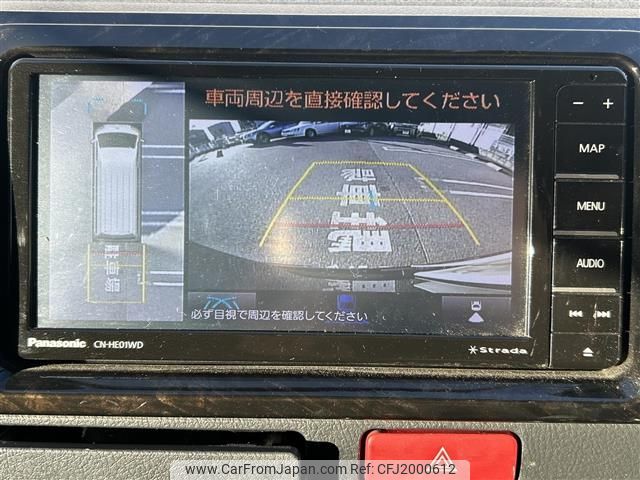 車両周辺を直接確認してください
必ず目視で周辺を確認してください
Panasonic CN-HE01WD
Strada
− +
MAP
MENU
AUDIO
www.CarFromJapan.com : CFJ2000612